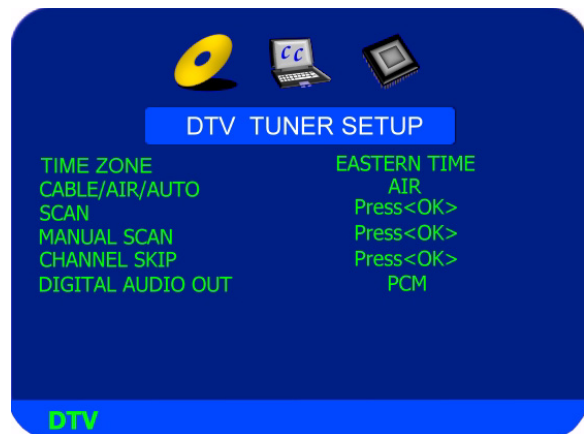 CC
DTV TUNER SETUP
TIME ZONE EASTERN TIME
CABLE/AIR/AUTO AIR
SCAN Press<OK>
MANUAL SCAN Press<OK>
CHANNEL SKIP Press<OK>
DIGITAL AUDIO OUT PCM
DTV